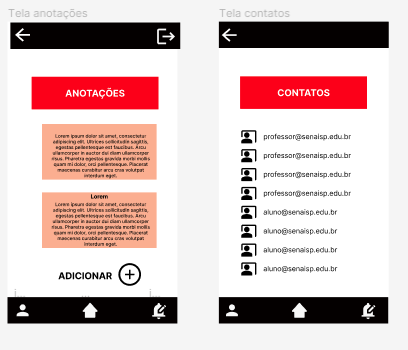 Tela anotações
ANOTAÇÕES
Lorem ipsum dolor sit amet, consectetur
adipiscing elit. Ultrices sollicitudin sagittis,
egestas pellentesque est faucibus. Arcu
ullamcorper in auctor dui diam ullamcorper
risus. Pharetra egestas gravida morbi mollis
quam mi dolor, orci pellentesque. Placerat
maecenas curabitur arcu cras volutpat
interdum eget.
Lorem
Lorem ipsum dolor sit amet, consectetur
adipiscing elit. Ultrices sollicitudin sagittis,
egestas pellentesque est faucibus. Arcu
ullamcorper in auctor dui diam ullamcorper
risus. Pharetra egestas gravida morbi mollis
quam mi dolor, orci pellentesque. Placerat
maecenas curabitur arcu cras volutpat
interdum eget.
ADICIONAR
Tela contatos
CONTATOS
professor@senaisp.edu.br
professor@senaisp.edu.br
professor@senaisp.edu.br
professor@senaisp.edu.br
aluno@senaisp.edu.br
aluno@senaisp.edu.br
aluno@senaisp.edu.br
aluno@senaisp.edu.br